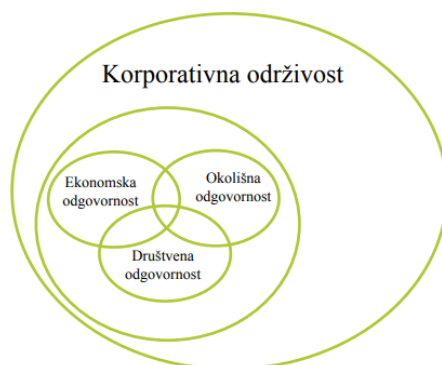 Korporativna održivost
Ekonomska
odgovornost
Okolišna
odgovornost
Društvena
odgovornost